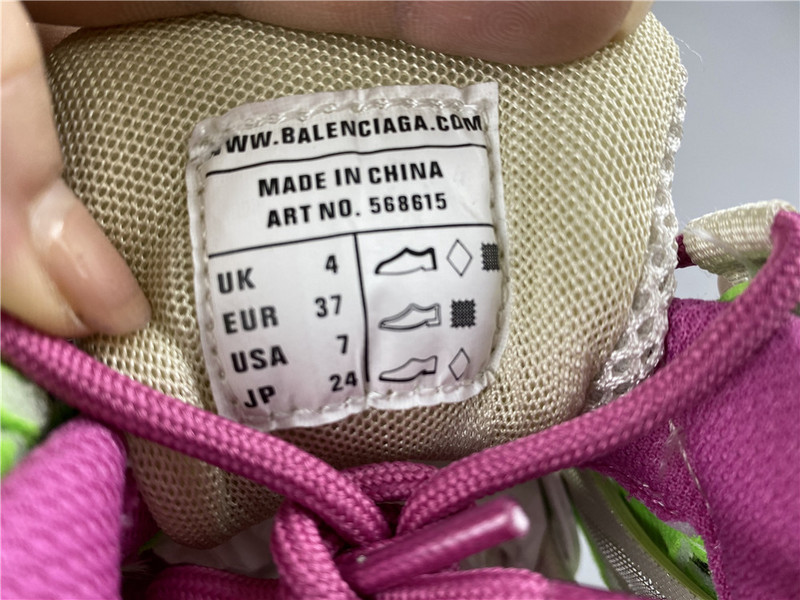 WWW.BALENCIAGA.COM
MADE IN CHINA
ART NO. 568615
UK 4
EUR 37
USA 7
JP 24